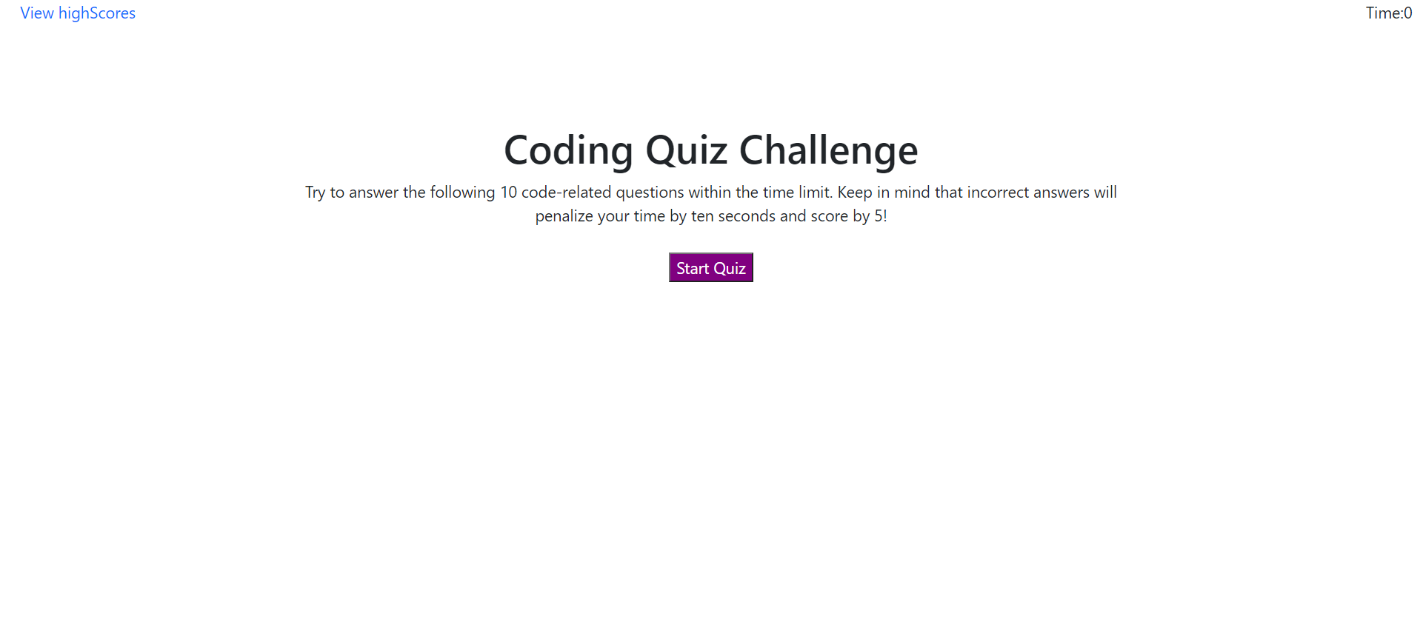 View highScores
Time:0
Coding Quiz Challenge
Try to answer the following 10 code-related questions within the time limit. Keep in mind that incorrect answers will
penalize your time by ten seconds and score by 5!
Start Quiz